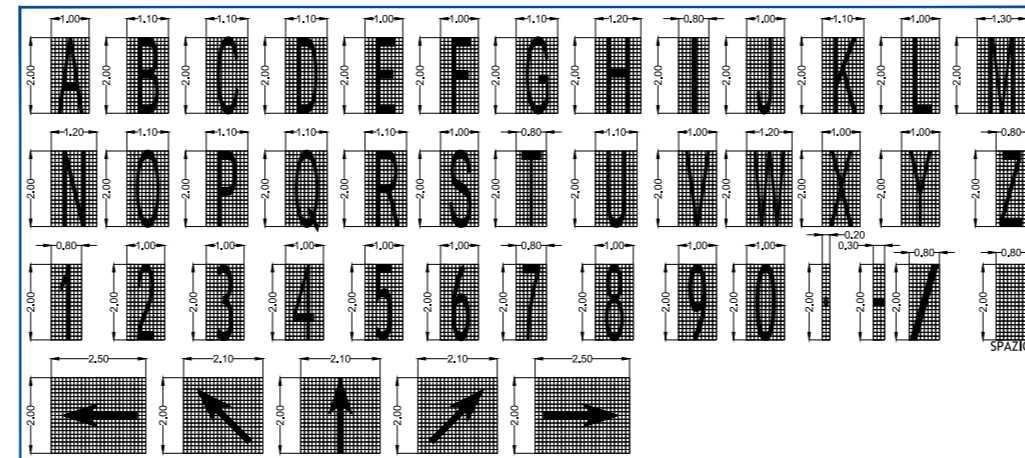 1.00 1.10 1.10 1.10 1.00 1.00 1.10 1.20 0.80 1.00 1.10 1.00 1.30
2.00 A 2.00 B 2.00 C 2.00 D 2.00 E 2.00 F 2.00 G 2.00 H 2.00 I 2.00 J 2.00 K 2.00 L 2.00 M
1.20 1.10 1.10 1.10 1.10 1.00 0.80 1.10 1.00 1.20 1.00 1.00 0.80
2.00 N 2.00 O 2.00 P 2.00 Q 2.00 R 2.00 S 2.00 T 2.00 U 2.00 V 2.00 W 2.00 X 2.00 Y 2.00 Z
0.80 1.00 1.00 1.00 1.00 1.00 0.80 1.00 1.00 1.00 0.20 0.30 0.80 0.80
2.00 1 2.00 2 2.00 3 2.00 4 2.00 5 2.00 6 2.00 7 2.00 8 2.00 9 2.00 0 2.00 . 2.00 - 2.00 / 2.00
SPAZIO
2.50 2.10 2.10 2.10 2.50
2.00 ← 2.00 ↖ 2.00 ↑ 2.00 ↗ 2.00 →